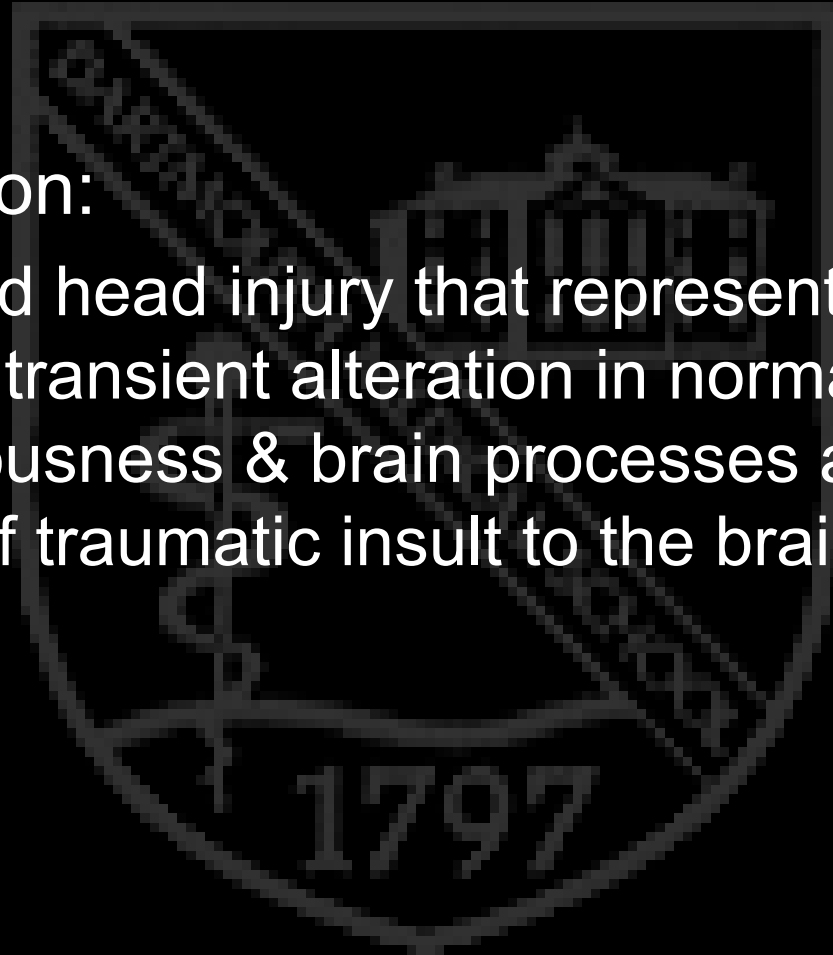 on:
d head injury that represent
transient alteration in norma
ousness & brain processes a
f traumatic insult to the brai
1797